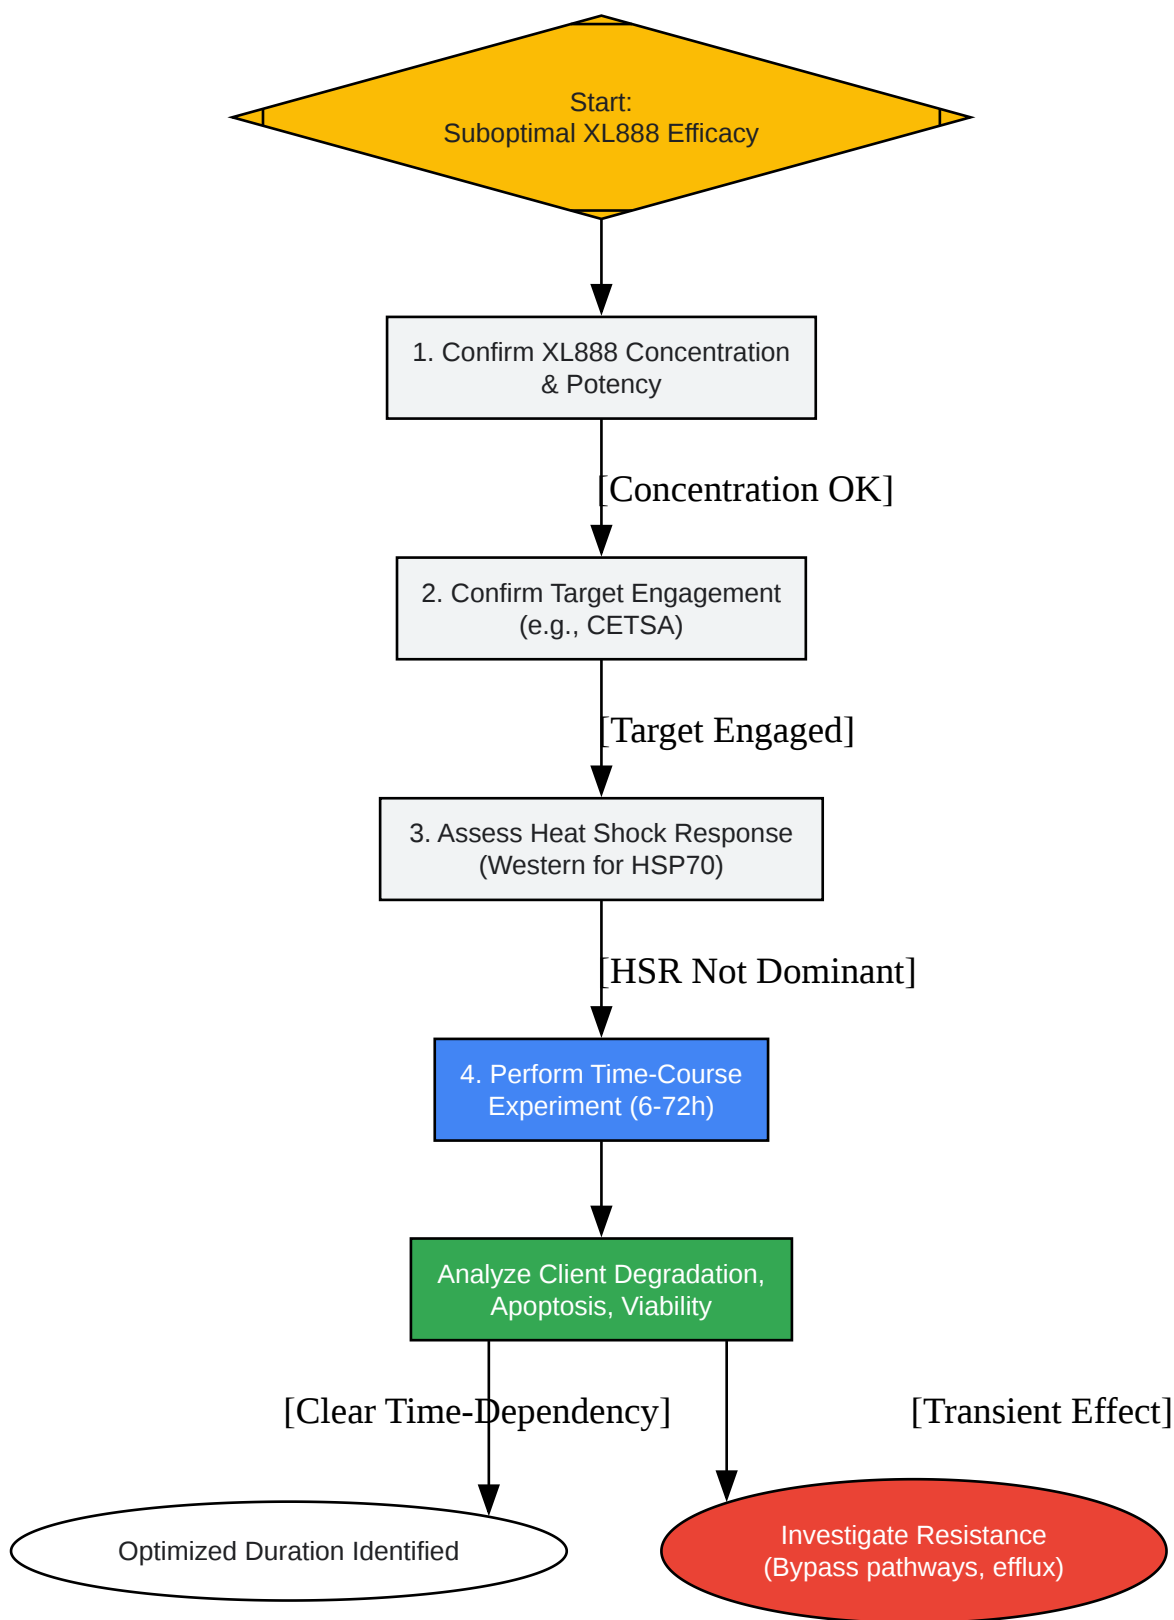 Start:
Suboptimal XL888 Efficacy
1. Confirm XL888 Concentration
& Potency
[Concentration OK]
2. Confirm Target Engagement
(e.g., CETSA)
[Target Engaged]
3. Assess Heat Shock Response
(Western for HSP70)
[HSR Not Dominant]
4. Perform Time-Course
Experiment (6-72h)
Analyze Client Degradation,
Apoptosis, Viability
[Clear Time-Dependency]
[Transient Effect]
Optimized Duration Identified
Investigate Resistance
(Bypass pathways, efflux)